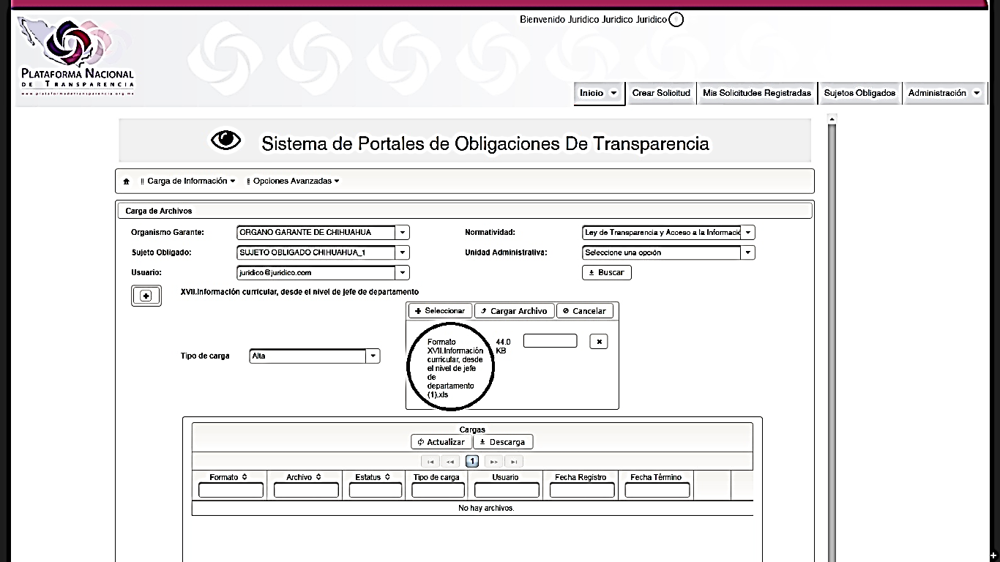 Bienvenido Juridico Juridico Juridico
PLATAFORMA NACIONAL
DE TRANSPARENCIA
www.plataformadetransparencia.org.mx
Inicio
Crear Solicitud
Mis Solicitudes Registradas
Sujetos Obligados
Administración
Sistema de Portales de Obligaciones De Transparencia
Carga de Información
Opciones Avanzadas
Carga de Archivos
Organismo Garante:
ORGANO GARANTE DE CHIHUAHUA
Normatividad:
Ley de Transparencia y Acceso a la Informació
Sujeto Obligado:
SUJETO OBLIGADO CHIHUAHUA_1
Unidad Administrativa:
Seleccione una opción
Usuario:
juridico@juridico.com
Buscar
XVII.Información curricular, desde el nivel de jefe de departamento
Seleccionar
Cargar Archivo
Cancelar
Tipo de carga
Alta
Formato
XVII.Información
curricular, desde
el nivel de jefe
de
departamento
(1).xls
44.0
KB
Cargas
Actualizar
Descarga
1
Formato
Archivo
Estatus
Tipo de carga
Usuario
Fecha Registro
Fecha Término
No hay archivos.